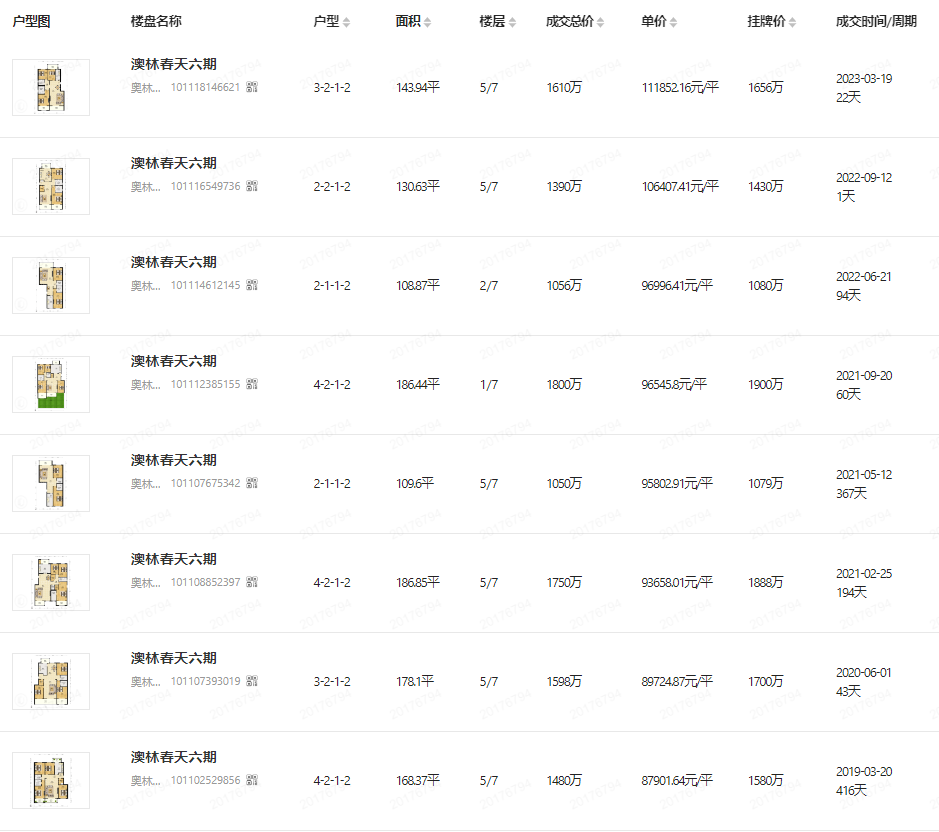 户型图 楼盘名称 户型 面积 楼层 成交总价 单价 挂牌价 成交时间/周期
澳林春天六期
奥林... 101118146621 3-2-1-2 143.94平 5/7 1610万 111852.16元/平 1656万 2023-03-19
22天
澳林春天六期
奥林... 101116549736 2-2-1-2 130.63平 5/7 1390万 106407.41元/平 1430万 2022-09-12
1天
澳林春天六期
奥林... 101114612145 2-1-1-2 108.87平 2/7 1056万 96996.41元/平 1080万 2022-06-21
94天
澳林春天六期
奥林... 101112385155 4-2-1-2 186.44平 1/7 1800万 96545.8元/平 1900万 2021-09-20
60天
澳林春天六期
奥林... 101107675342 2-1-1-2 109.6平 5/7 1050万 95802.91元/平 1079万 2021-05-12
367天
澳林春天六期
奥林... 101108852397 4-2-1-2 186.85平 5/7 1750万 93658.01元/平 1888万 2021-02-25
194天
澳林春天六期
奥林... 101107393019 3-2-1-2 178.1平 5/7 1598万 89724.87元/平 1700万 2020-06-01
43天
澳林春天六期
奥林... 101102529856 4-2-1-2 168.37平 5/7 1480万 87901.64元/平 1580万 2019-03-20
416天